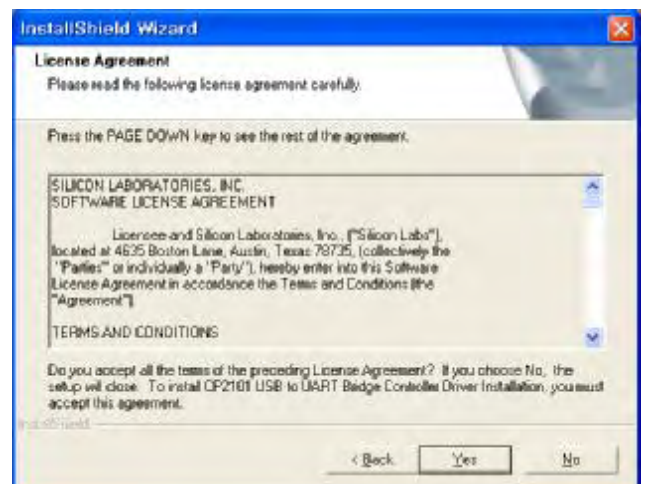 InstallShield Wizard
License Agreement
Please read the following license agreement carefully.
Press the PAGE DOWN key to see the rest of the agreement.
SILICON LABORATORIES, INC.
SOFTWARE LICENSE AGREEMENT
Licensee and Silicon Laboratories, Inc., ("Silicon Labs"),
located at 4635 Boston Lane, Austin, Texas 78735, (collectively the
"Parties" or individually a "Party"), hereby enter into this Software
License Agreement in accordance the Terms and Conditions (the
"Agreement").
TERMS AND CONDITIONS
Do you accept all the terms of the preceding License Agreement? If you choose No, the
setup will close. To install CP2101 USB to UART Bridge Controller Driver Installation, you must
accept this agreement.
InstallShield
< Back
Yes
No